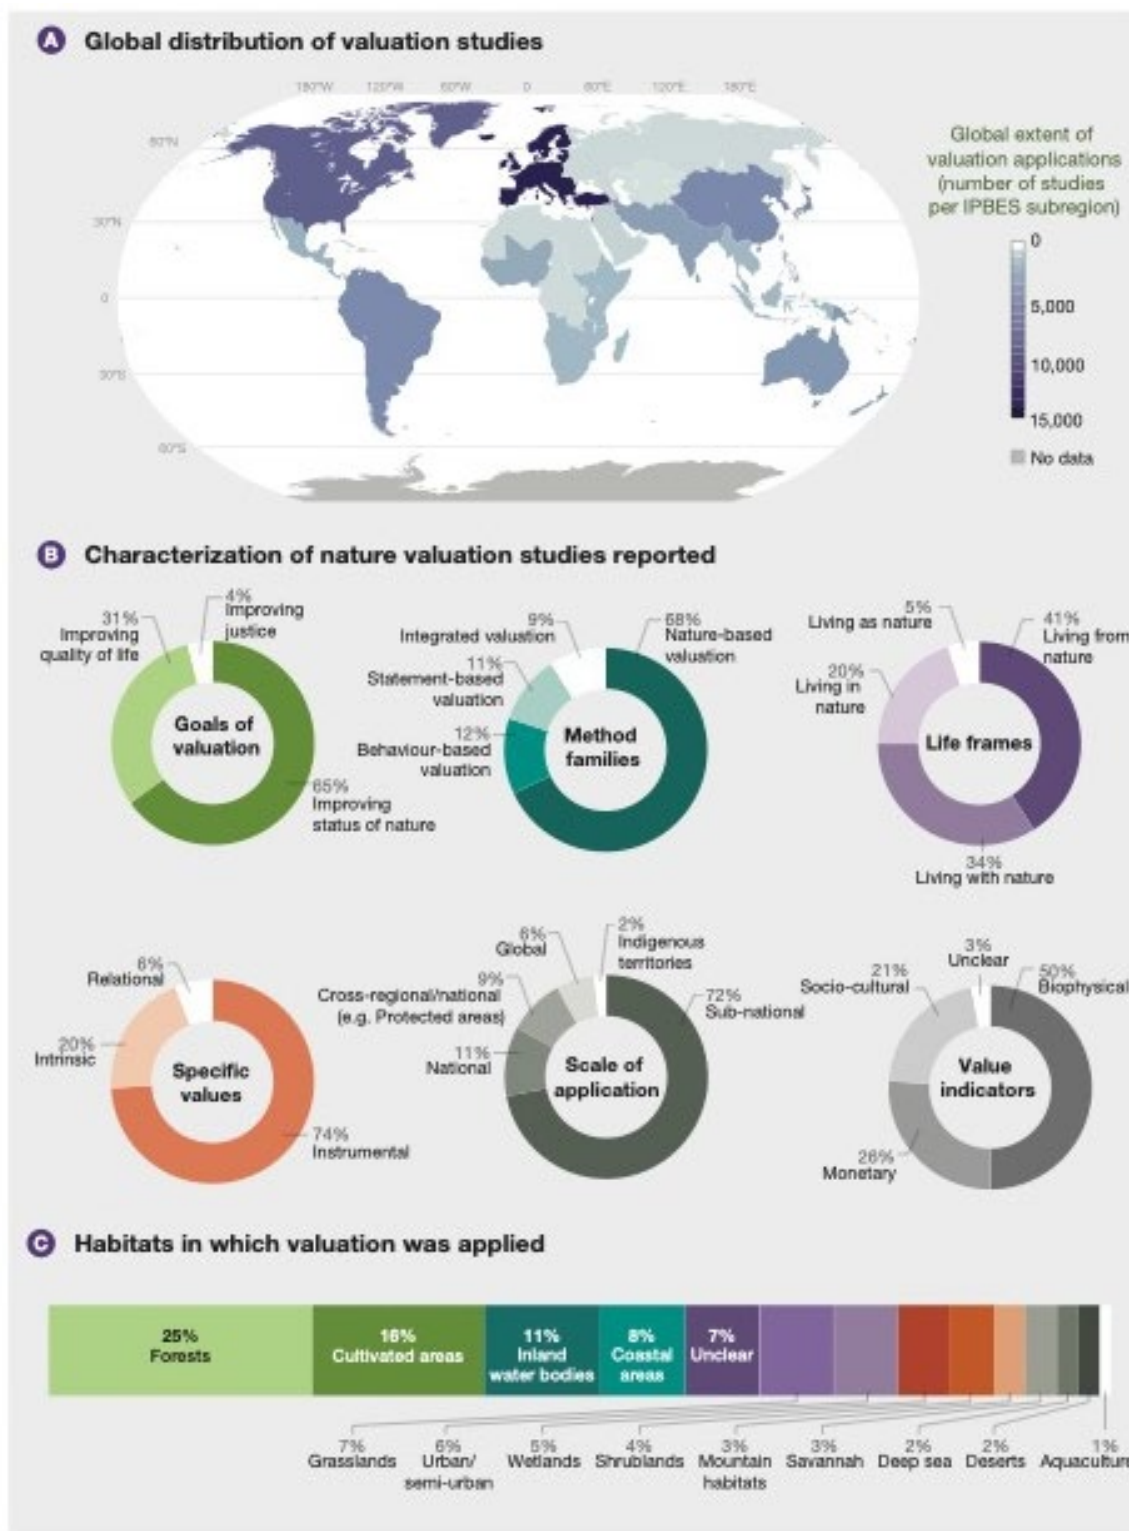 A Global distribution of valuation studies
180°W 120°W 60°W 0 60°E 120°E 180°E
60°N
30°N
0
30°S
60°S
Global extent of
valuation applications
(number of studies
per IPBES subregion)
0
5,000
10,000
15,000
No data
B Characterization of nature valuation studies reported
4%
Improving
justice
31%
Improving
quality of life
Goals of
valuation
65%
Improving
status of nature
9%
Integrated valuation
68%
Nature-based
valuation
11%
Statement-based
valuation
12%
Behaviour-based
valuation
Method
families
5%
Living as nature
41%
Living from
nature
20%
Living in
nature
Life frames
34%
Living with nature
6%
Relational
20%
Intrinsic
Specific
values
74%
Instrumental
6%
Global
2%
Indigenous
territories
9%
Cross-regional/national
(e.g. Protected areas)
72%
Sub-national
11%
National
Scale of
application
3%
Unclear
21%
Socio-cultural
50%
Biophysical
Value
indicators
26%
Monetary
C Habitats in which valuation was applied
25%
Forests
16%
Cultivated areas
11%
Inland
water bodies
8%
Coastal
areas
7%
Unclear
7%
Grasslands
6%
Urban/
semi-urban
5%
Wetlands
4%
Shrublands
3%
Mountain
habitats
3%
Savannah
2%
Deep sea
2%
Deserts
1%
Aquaculture